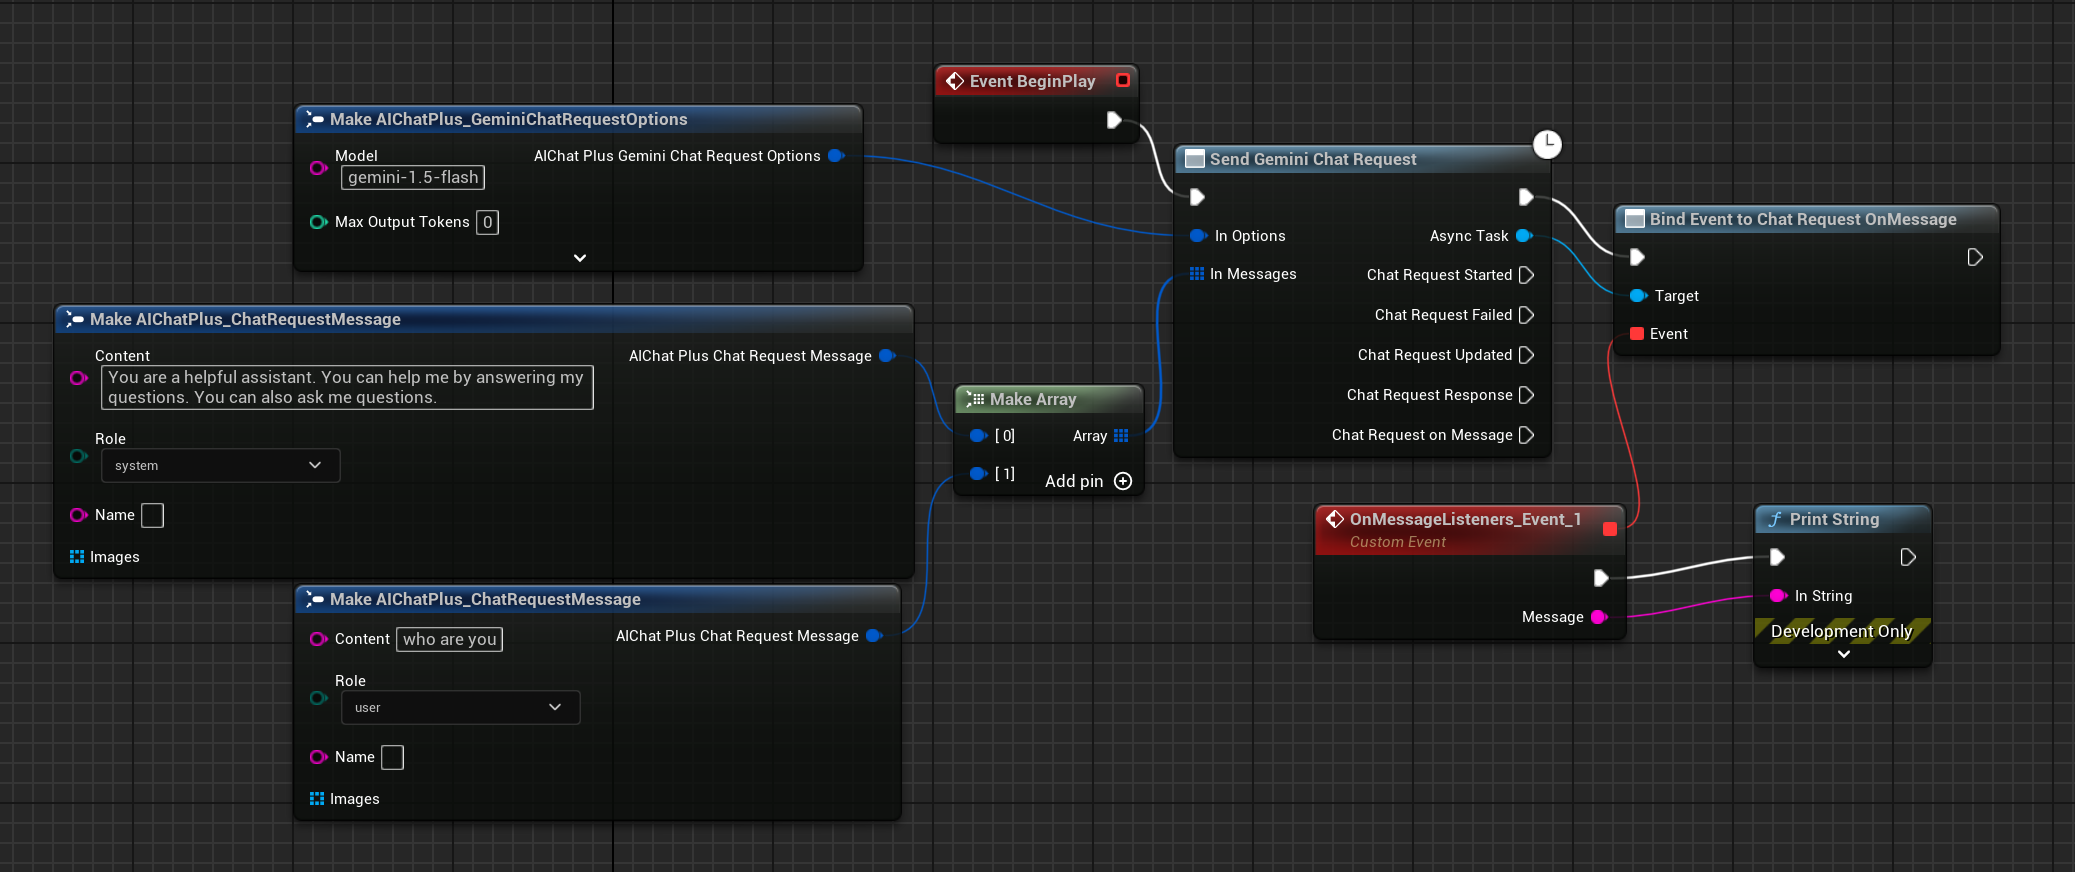 Event BeginPlay
Make AIChatPlus_GeminiChatRequestOptions
Model
gemini-1.5-flash
AIChat Plus Gemini Chat Request Options
Max Output Tokens 0
Send Gemini Chat Request
In Options
Async Task
In Messages
Chat Request Started
Chat Request Failed
Chat Request Updated
Chat Request Response
Chat Request on Message
Bind Event to Chat Request OnMessage
Target
Event
Make AIChatPlus_ChatRequestMessage
Content
You are a helpful assistant. You can help me by answering my
questions. You can also ask me questions.
AIChat Plus Chat Request Message
Role
system
Name
Images
Make Array
[ 0]
Array
[ 1]
Add pin
OnMessageListeners_Event_1
Custom Event
Message
Print String
In String
Development Only
Make AIChatPlus_ChatRequestMessage
Content who are you
AIChat Plus Chat Request Message
Role
user
Name
Images